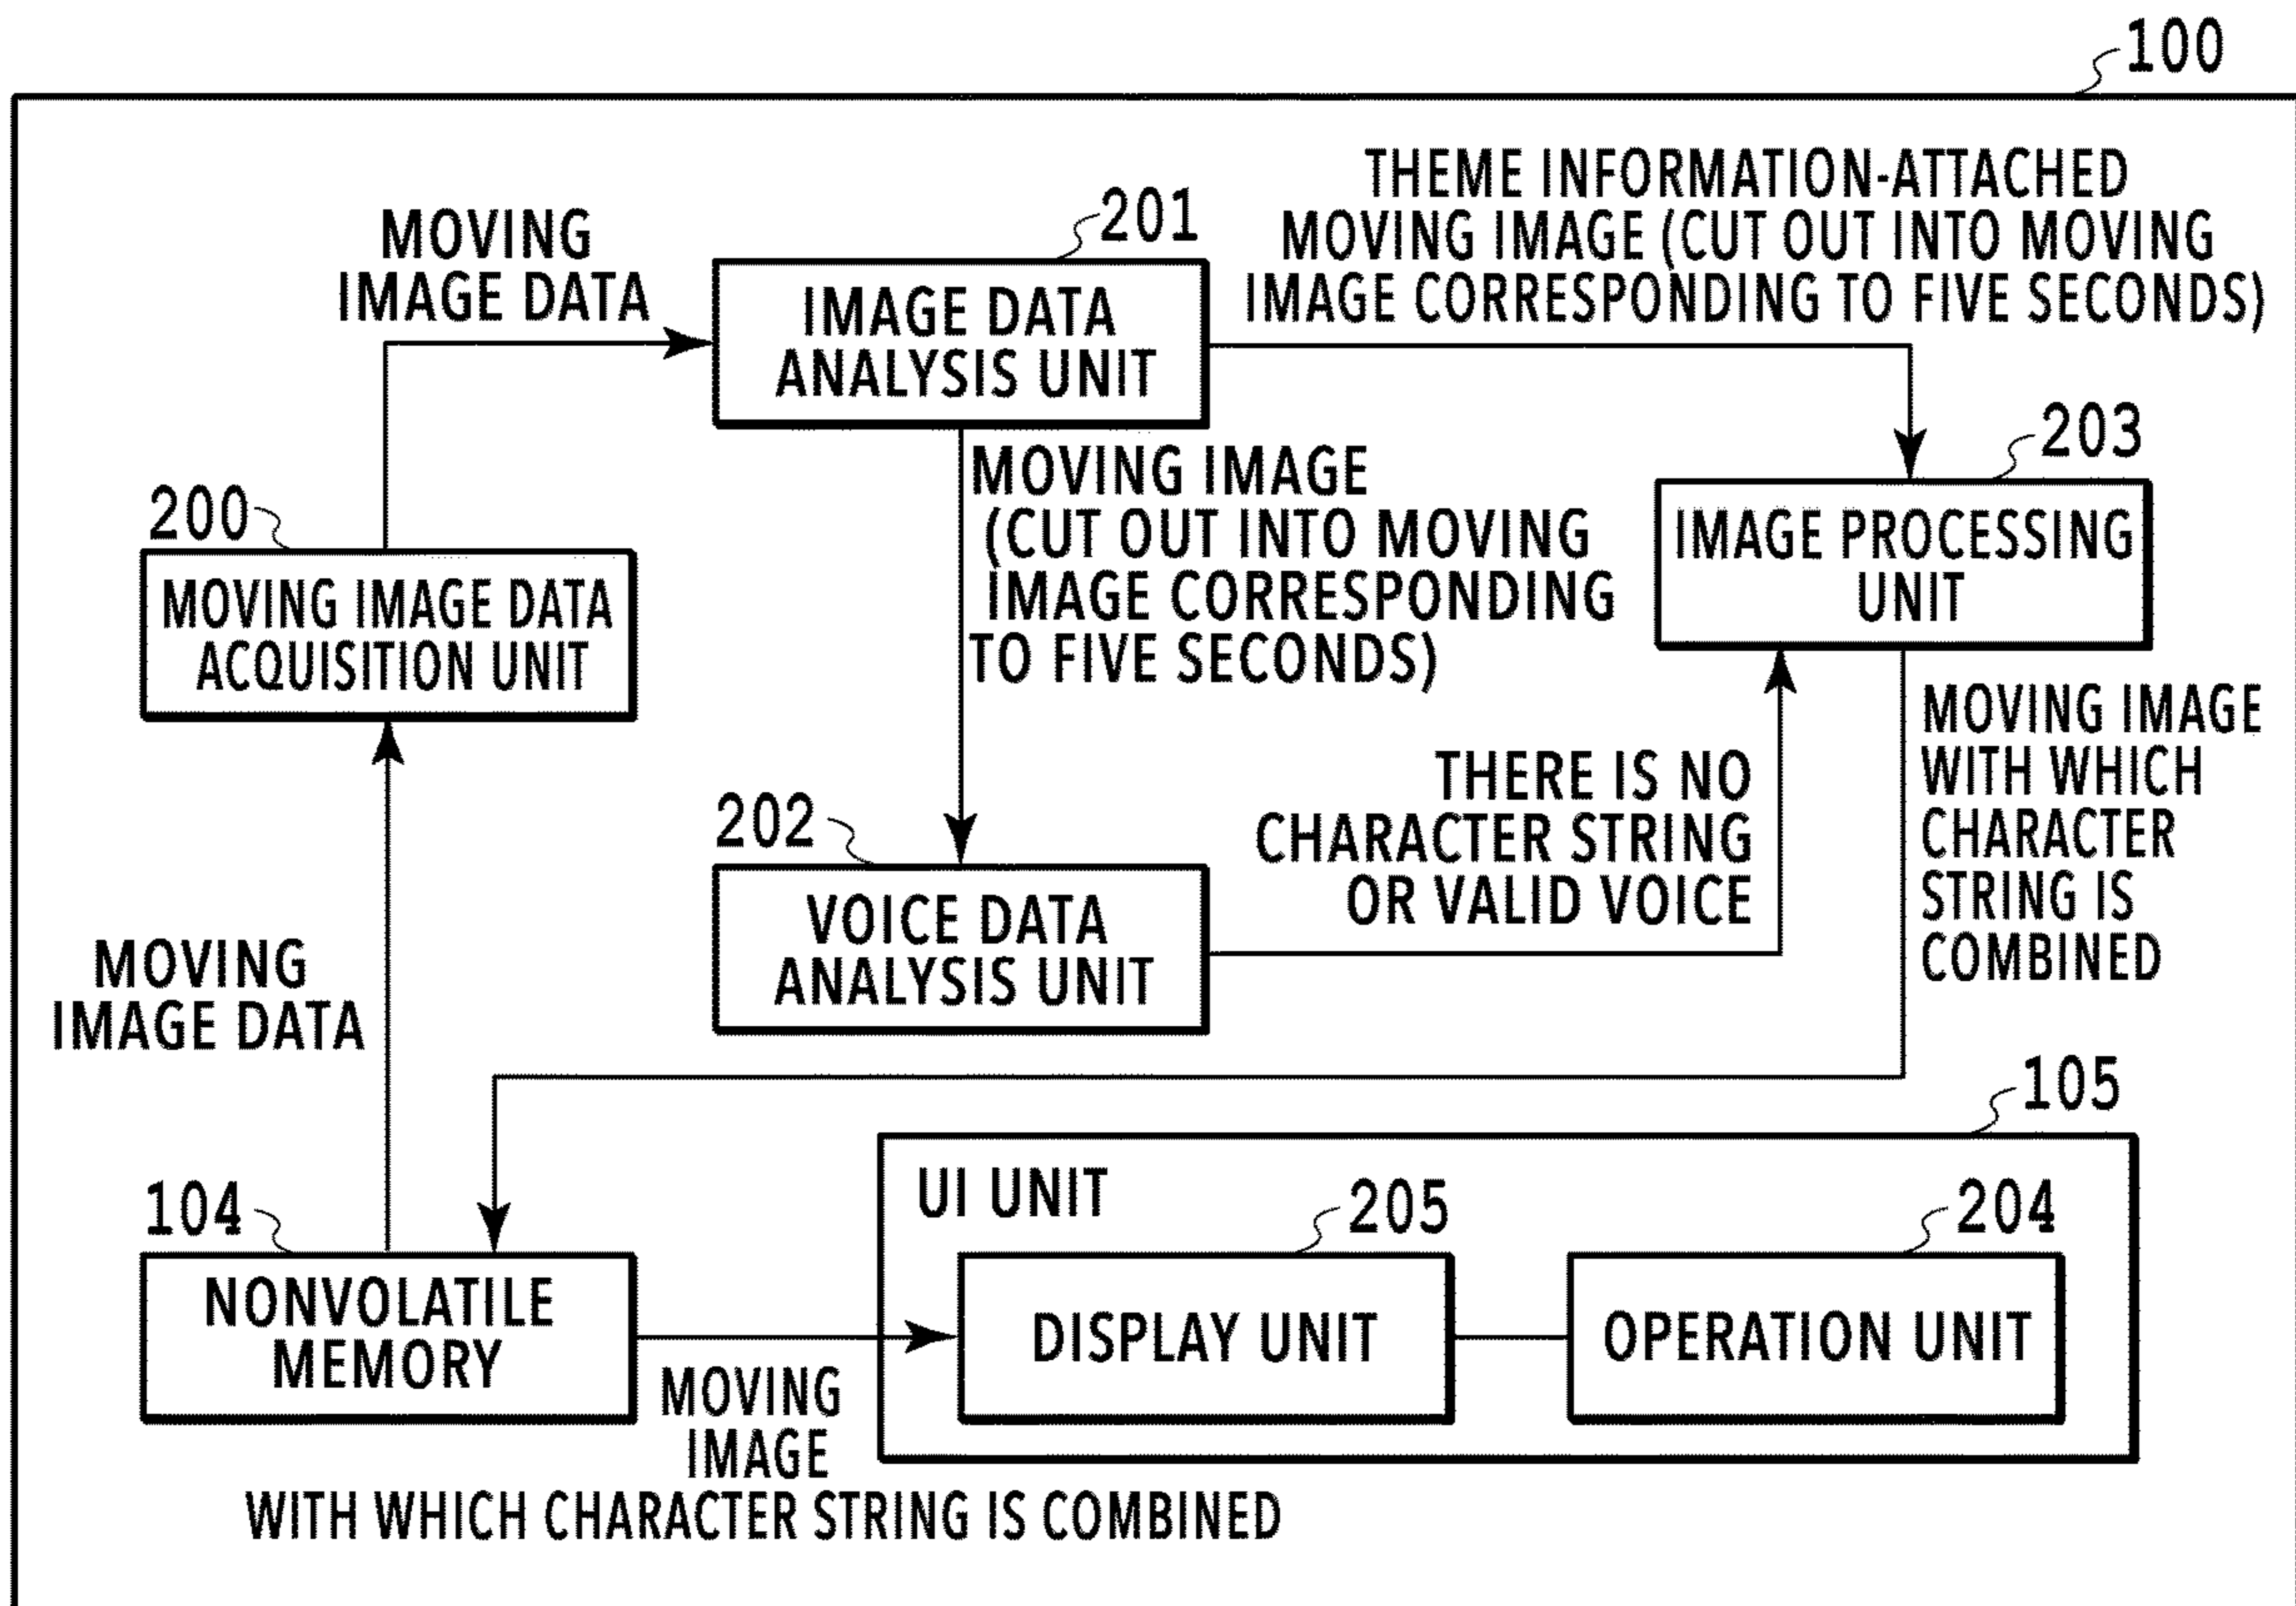 100
THEME INFORMATION-ATTACHED
MOVING IMAGE (CUT OUT INTO MOVING
IMAGE CORRESPONDING TO FIVE SECONDS)
MOVING
IMAGE DATA
201
IMAGE DATA
ANALYSIS UNIT
203
IMAGE PROCESSING
UNIT
MOVING IMAGE
(CUT OUT INTO MOVING
IMAGE CORRESPONDING
TO FIVE SECONDS)
200
MOVING IMAGE DATA
ACQUISITION UNIT
MOVING IMAGE
WITH WHICH
CHARACTER
STRING IS
COMBINED
THERE IS NO
CHARACTER STRING
OR VALID VOICE
202
VOICE DATA
ANALYSIS UNIT
MOVING
IMAGE DATA
105
UI UNIT
104
NONVOLATILE
MEMORY
205
DISPLAY UNIT
204
OPERATION UNIT
MOVING
IMAGE
WITH WHICH CHARACTER STRING IS COMBINED